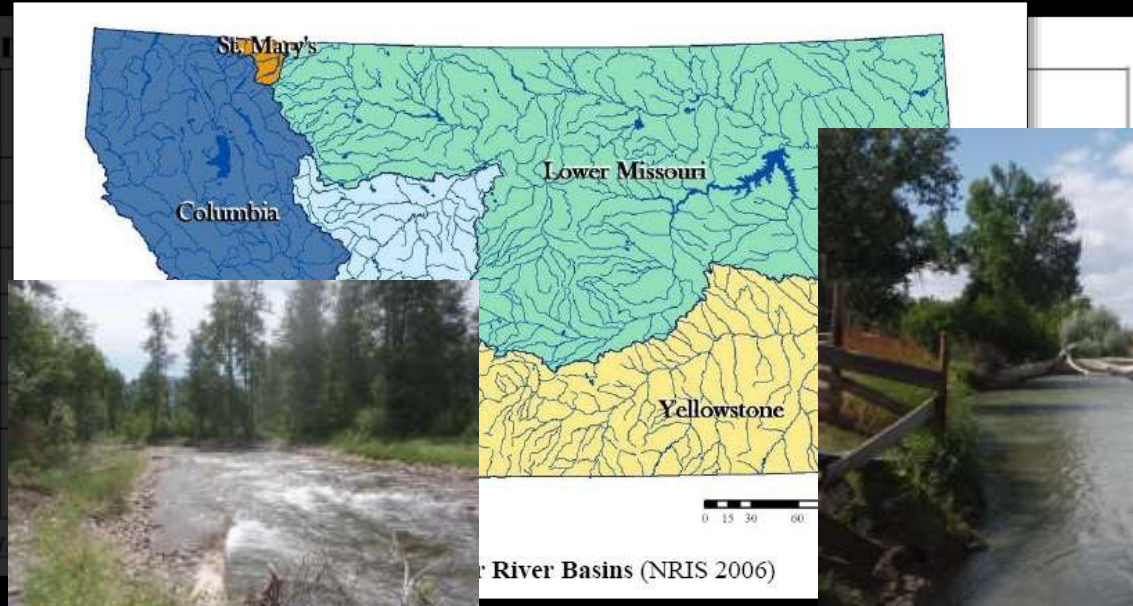 St. Mary's
Lower Missouri
Columbia
Yellowstone
0 15 30 60
r River Basins (NRIS 2006)